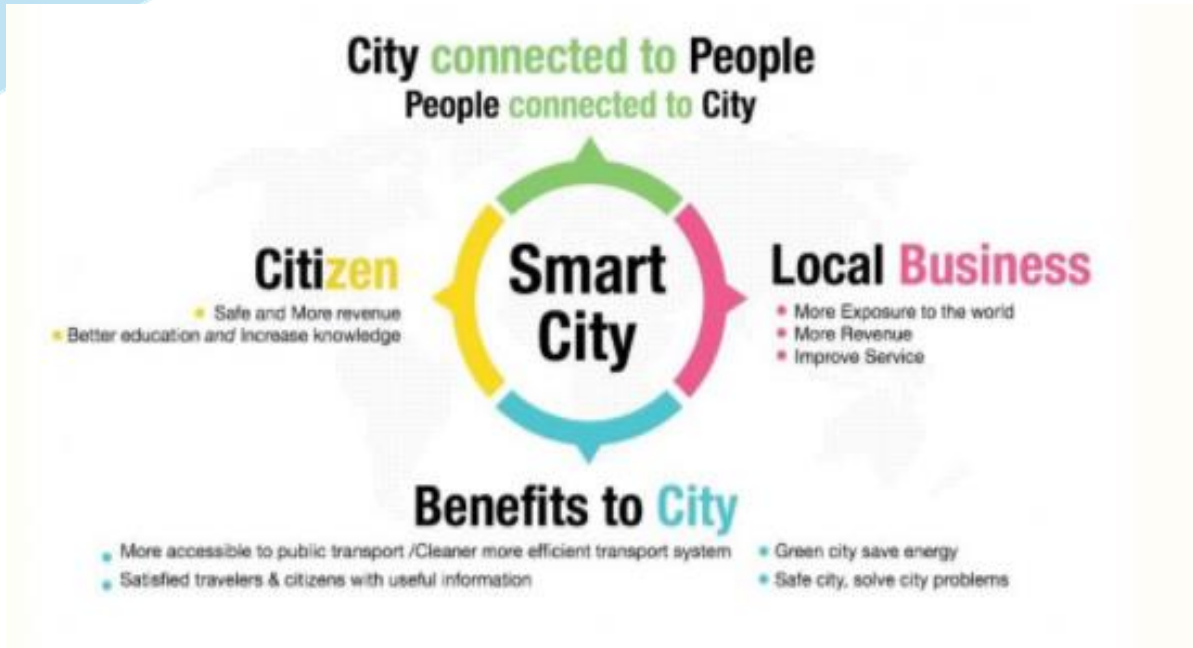 City connected to People
People connected to City
Citizen
Safe and More revenue
Better education and Increase knowledge
Smart
City
Local Business
More Exposure to the world
More Revenue
Improve Service
Benefits to City
More accessible to public transport /Cleaner more efficient transport system
Satisfied travelers & citizens with useful information
Green city save energy
Safe city, solve city problems